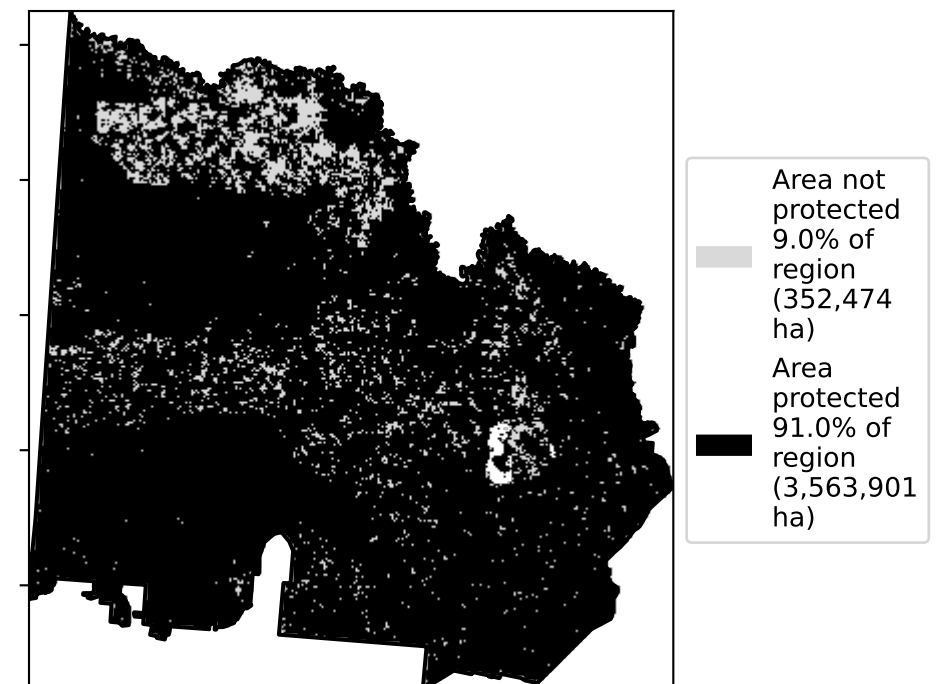 Area not
protected
9.0% of
region
(352,474
ha)
Area
protected
91.0% of
region
(3,563,901
ha)